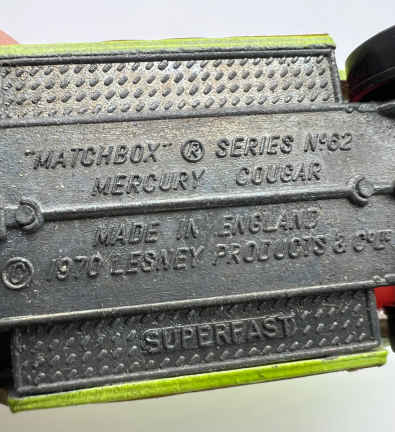 "MATCHBOX" ® SERIES Nº62
MERCURY COUGAR
MADE IN ENGLAND
© 1970 LESNEY PRODUCTS & Cº Lᵀᴰ
SUPERFAST